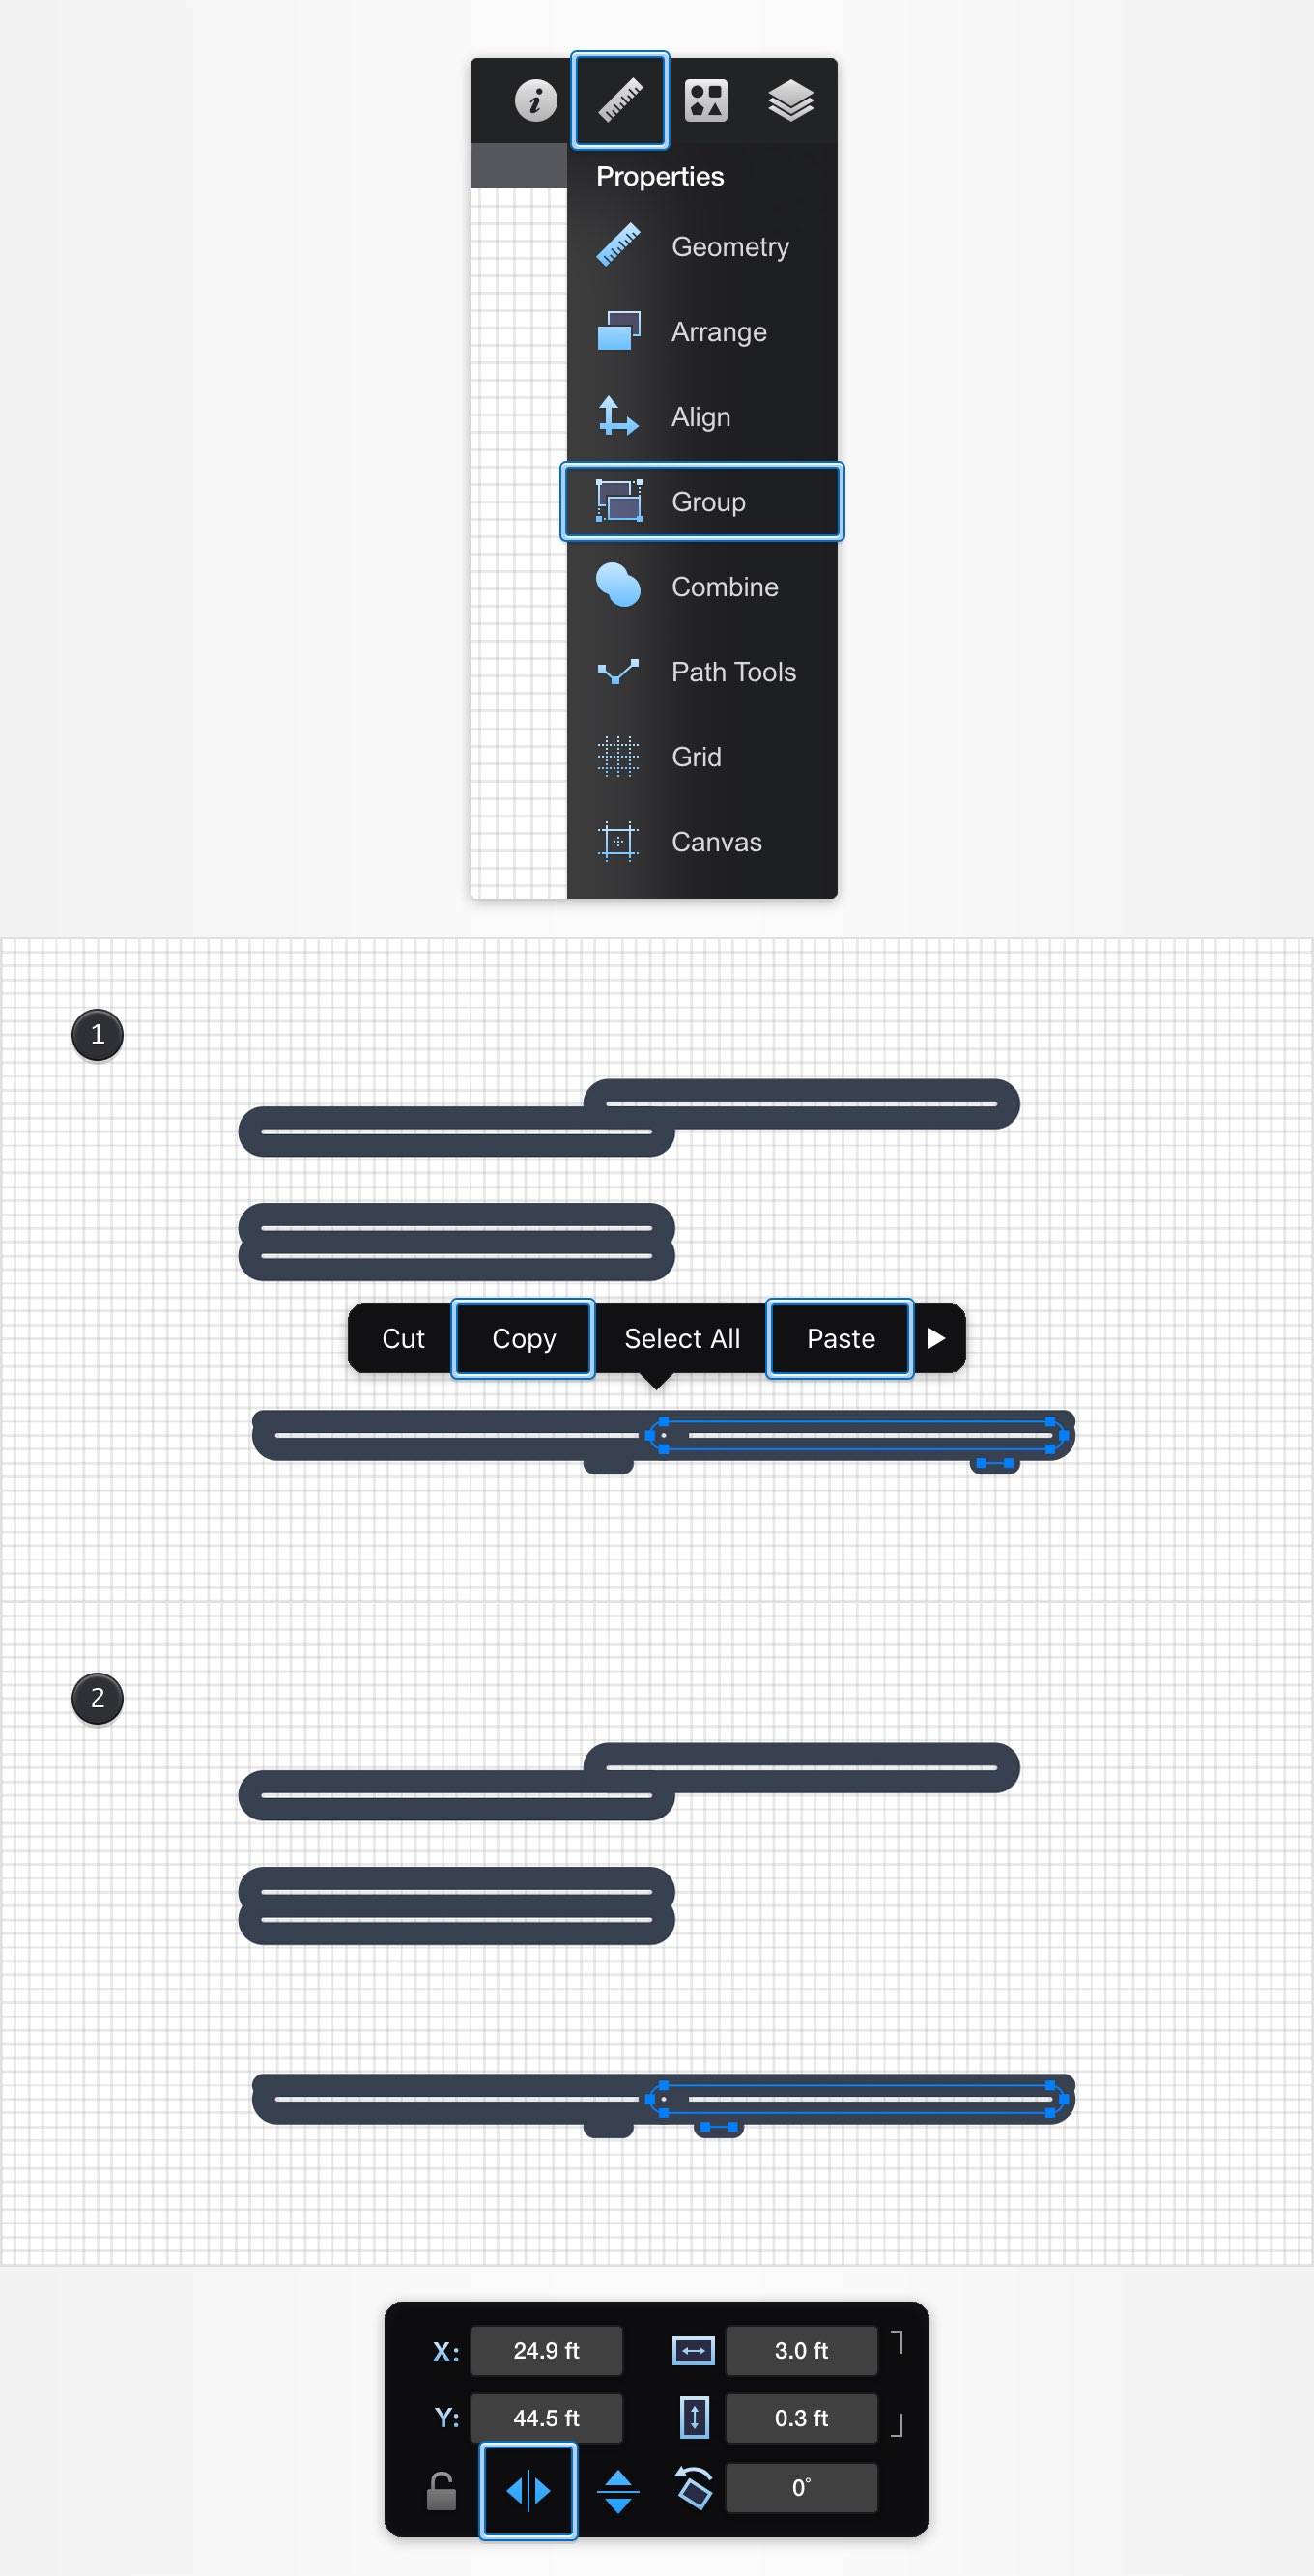 Properties
Geometry
Arrange
Align
Group
Combine
Path Tools
Grid
Canvas
1
Cut Copy Select All Paste
2
X: 24.9 ft 3.0 ft
Y: 44.5 ft 0.3 ft
0°